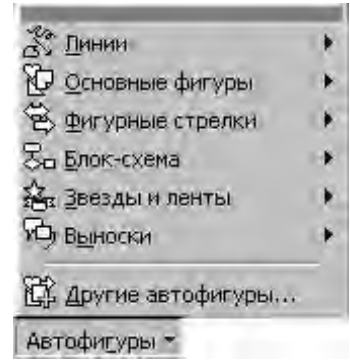 Линии
Основные фигуры
Фигурные стрелки
Блок-схема
Звезды и ленты
Выноски
Другие автофигуры...
Автофигуры